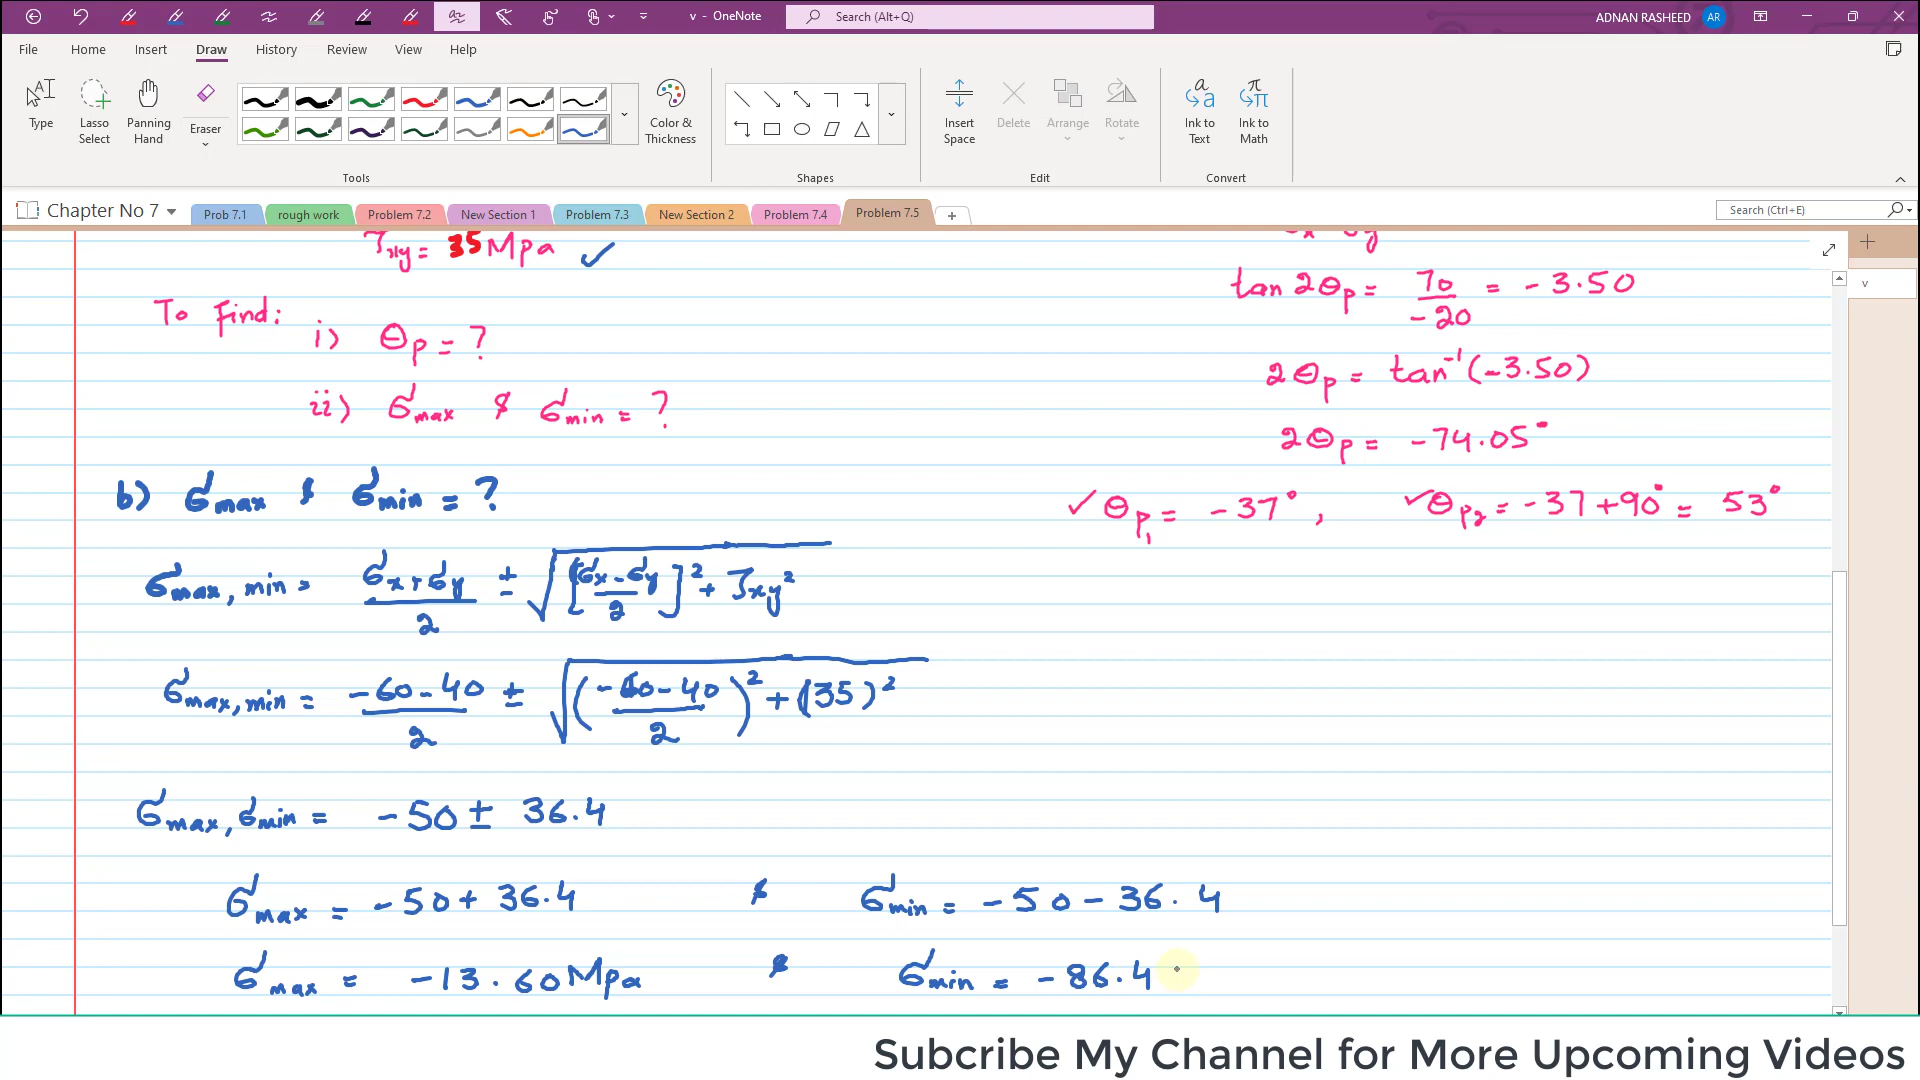 v - OneNote
Search (Alt+Q)
ADNAN RASHEED
AR
File Home Insert Draw History Review View Help
Type
Lasso Select
Panning Hand
Eraser
Color & Thickness
Insert Space
Delete
Arrange
Rotate
Ink to Text
Ink to Math
Tools
Shapes
Edit
Convert
Chapter No 7
Prob 7.1
rough work
Problem 7.2
New Section 1
Problem 7.3
New Section 2
Problem 7.4
Problem 7.5
Search (Ctrl+E)
v
τxy = 35 Mpa ✓
To Find:
i) θp = ?
ii) σmax & σmin = ?
tan 2θp = 70/-20 = -3.50
2θp = tan⁻¹(-3.50)
2θp = -74.05°
✓ θp1 = -37°, ✓ θp2 = -37+90° = 53°
b) σmax & σmin = ?
σmax, min = σx+σy/2 ± √[σx-σy/2]² + τxy²
σmax, min = -60-40/2 ± √(-60-40/2)² + (35)²
σmax, σmin = -50 ± 36.4
σmax = -50+ 36.4 & σmin = -50 - 36.4
σmax = -13.60 Mpa & σmin = -86.4
Subcribe My Channel for More Upcoming Videos